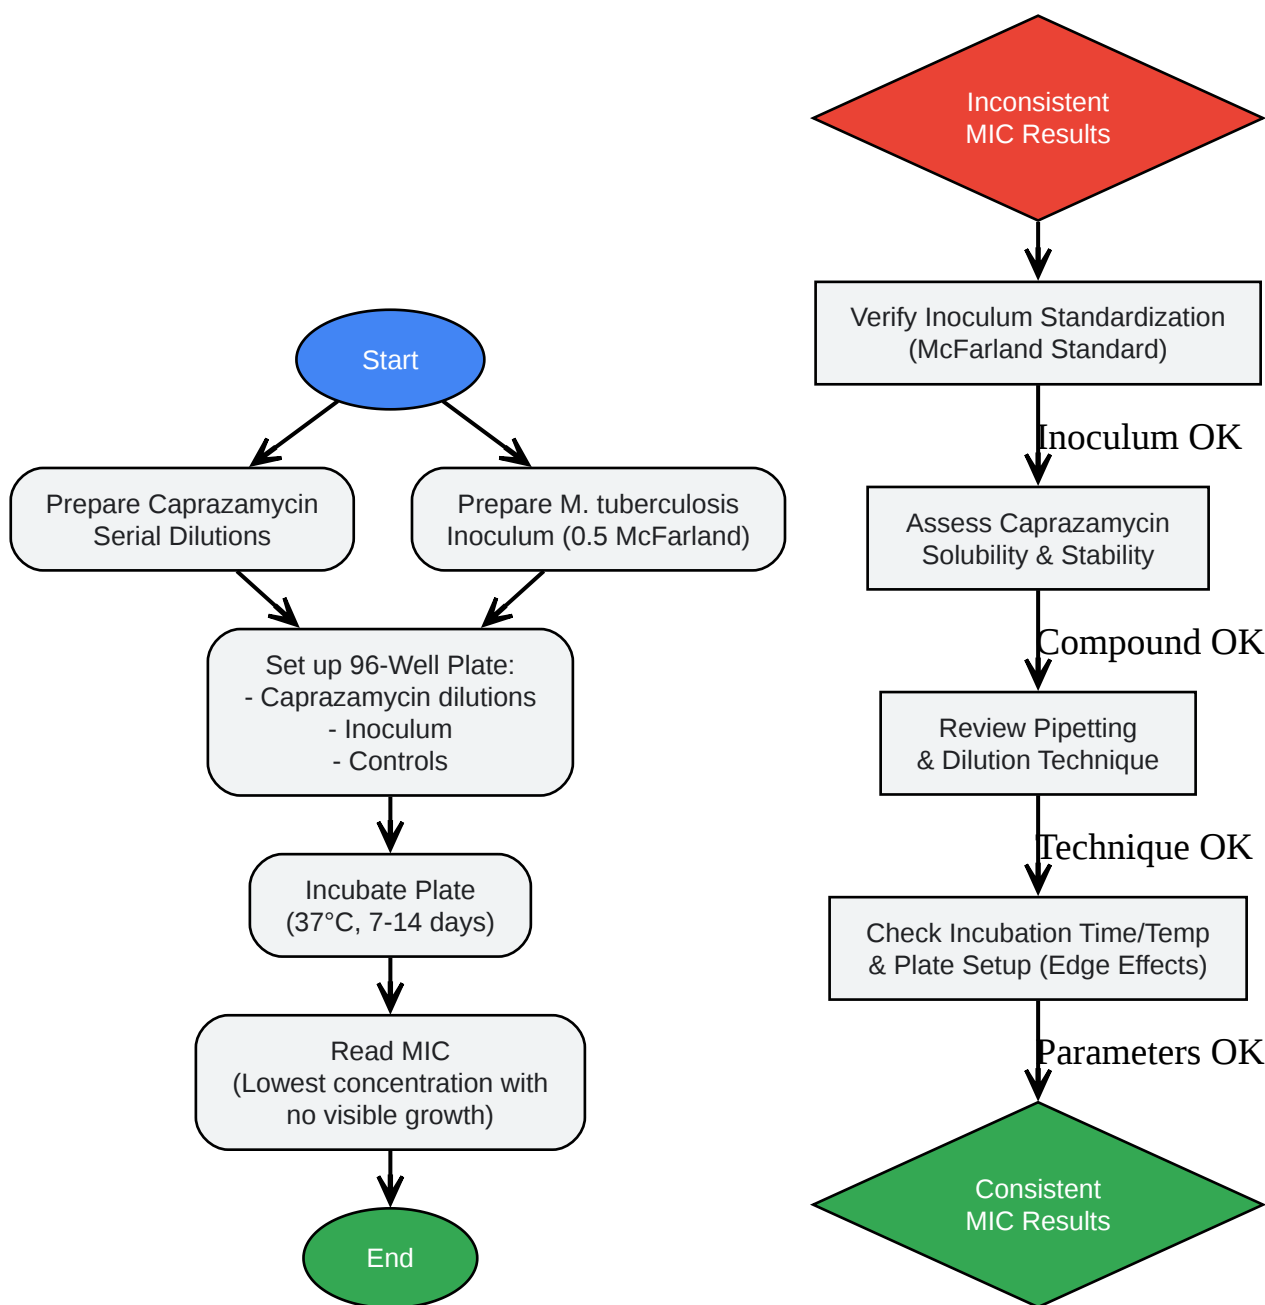 Start
Prepare Caprazamycin
Serial Dilutions
Prepare M. tuberculosis
Inoculum (0.5 McFarland)
Set up 96-Well Plate:
- Caprazamycin dilutions
- Inoculum
- Controls
Incubate Plate
(37°C, 7-14 days)
Read MIC
(Lowest concentration with
no visible growth)
End
Inconsistent
MIC Results
Verify Inoculum Standardization
(McFarland Standard)
Inoculum OK
Assess Caprazamycin
Solubility & Stability
Compound OK
Review Pipetting
& Dilution Technique
Technique OK
Check Incubation Time/Temp
& Plate Setup (Edge Effects)
Parameters OK
Consistent
MIC Results